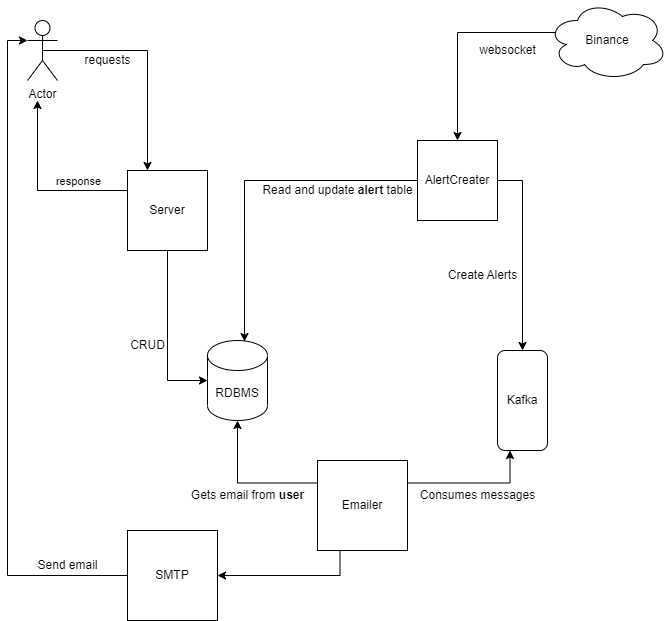 Binance
websocket
requests
Actor
AlertCreater
response
Read and update alert table
Server
Create Alerts
CRUD
RDBMS
Kafka
Gets email from user
Consumes messages
Emailer
Send email
SMTP